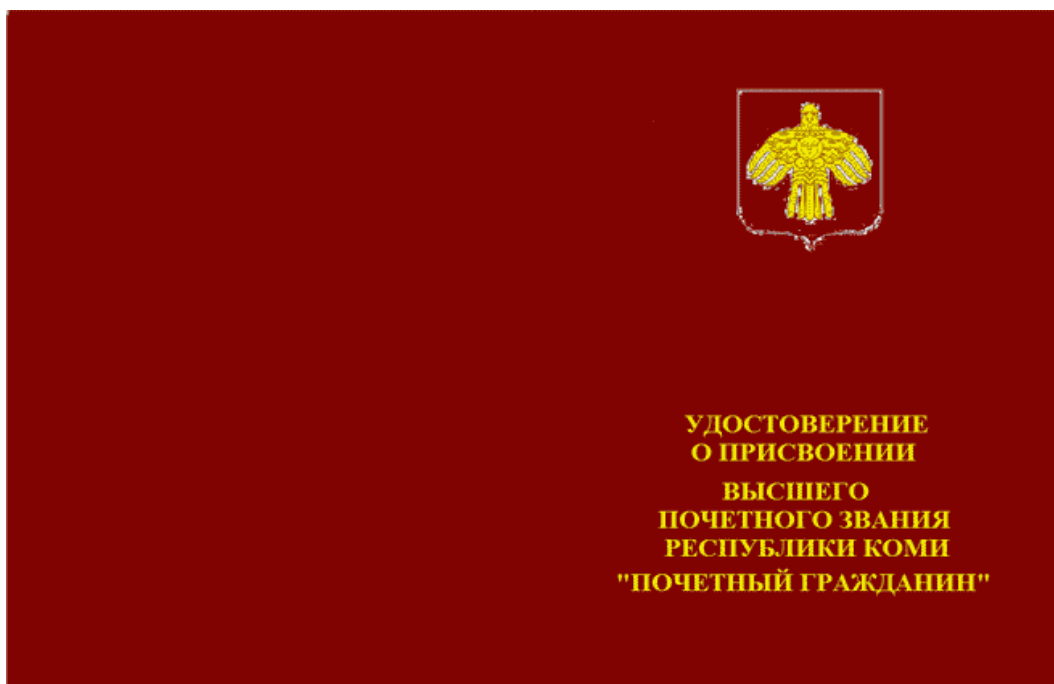 УДОСТОВЕРЕНИЕ
О ПРИСВОЕНИИ
ВЫСШЕГО
ПОЧЕТНОГО ЗВАНИЯ
РЕСПУБЛИКИ КОМИ
"ПОЧЕТНЫЙ ГРАЖДАНИН"